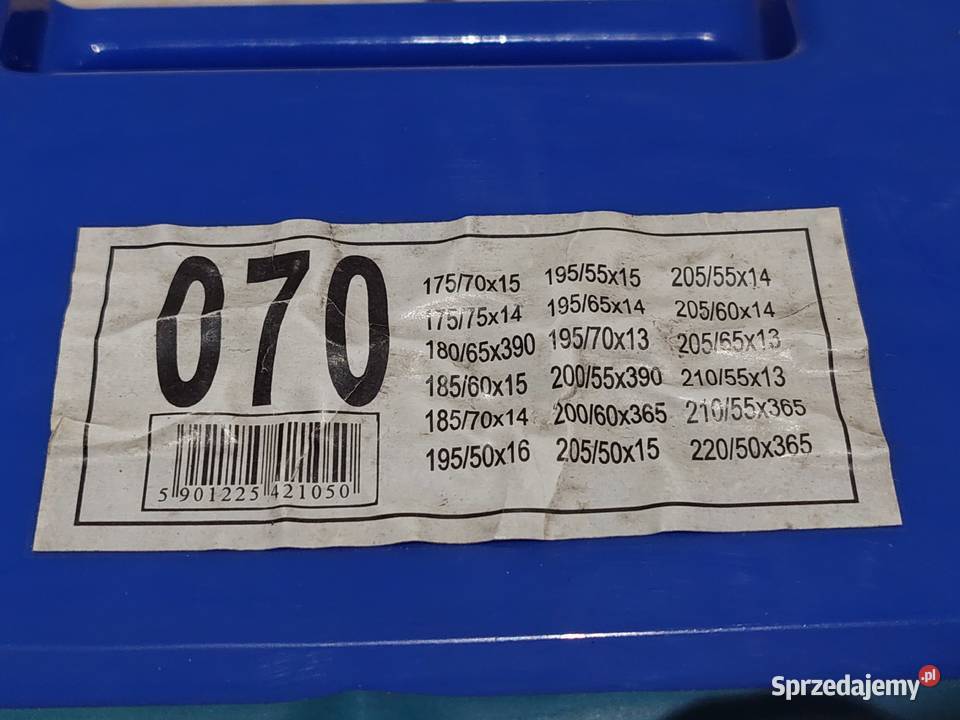 070
175/70x15 195/55x15 205/55x14
175/75x14 195/65x14 205/60x14
180/65x390 195/70x13 205/65x13
185/60x15 200/55x390 210/55x13
185/70x14 200/60x365 210/55x365
195/50x16 205/50x15 220/50x365
5 901225 421050
Sprzedajemy.pl